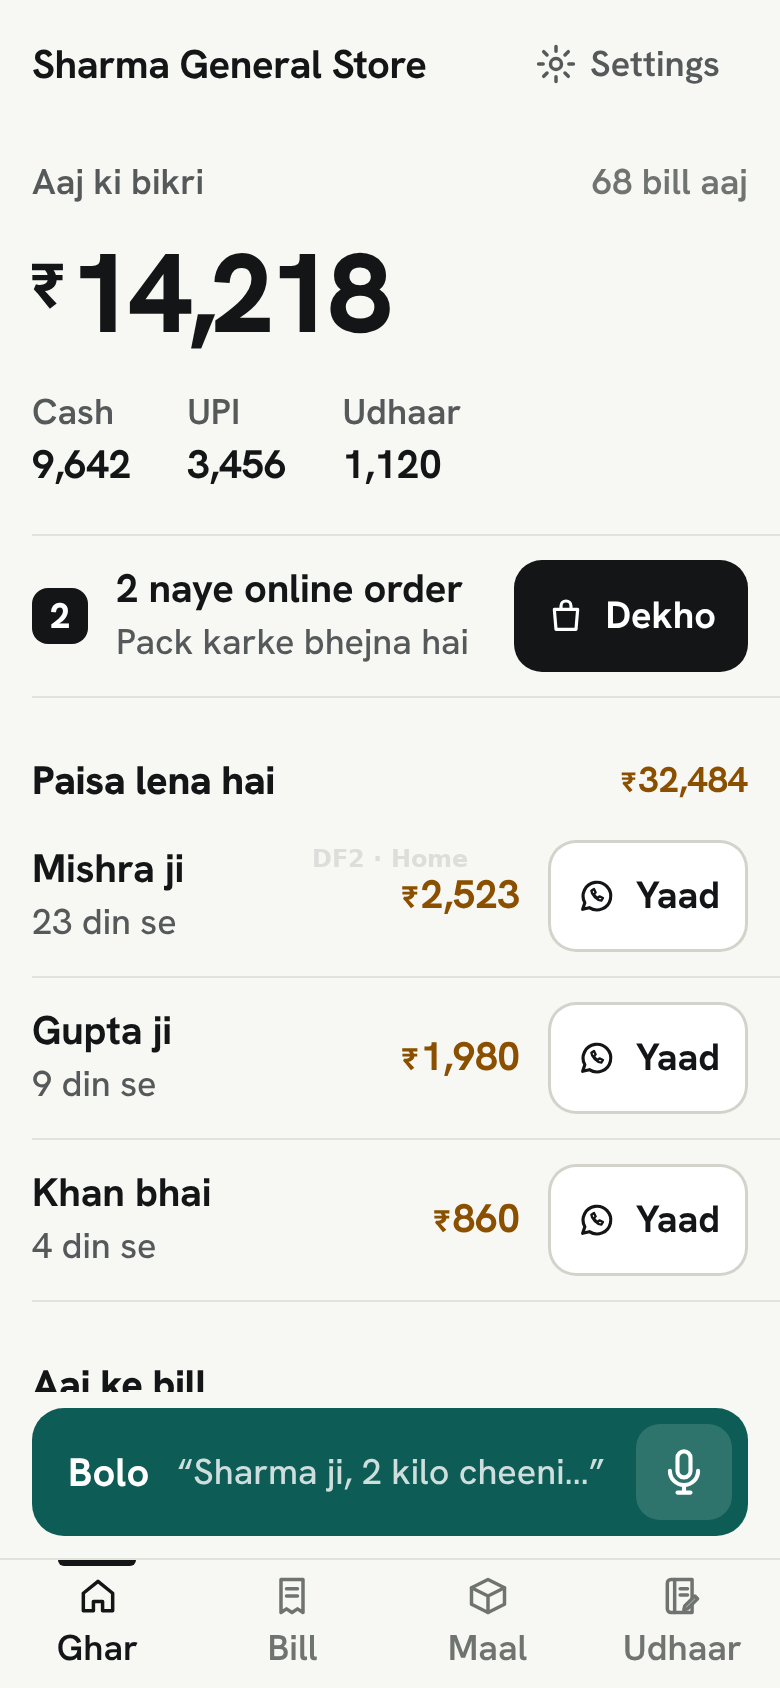 Sharma General Store
Settings
Aaj ki bikri
68 bill aaj
₹14,218
Cash
UPI
Udhaar
9,642
3,456
1,120
2
2 naye online order
Pack karke bhejna hai
Dekho
Paisa lena hai
₹32,484
DF2 · Home
Mishra ji
23 din se
₹2,523
Yaad
Gupta ji
9 din se
₹1,980
Yaad
Khan bhai
4 din se
₹860
Yaad
Aaj ke bill
Bolo
“Sharma ji, 2 kilo cheeni...”
Ghar
Bill
Maal
Udhaar